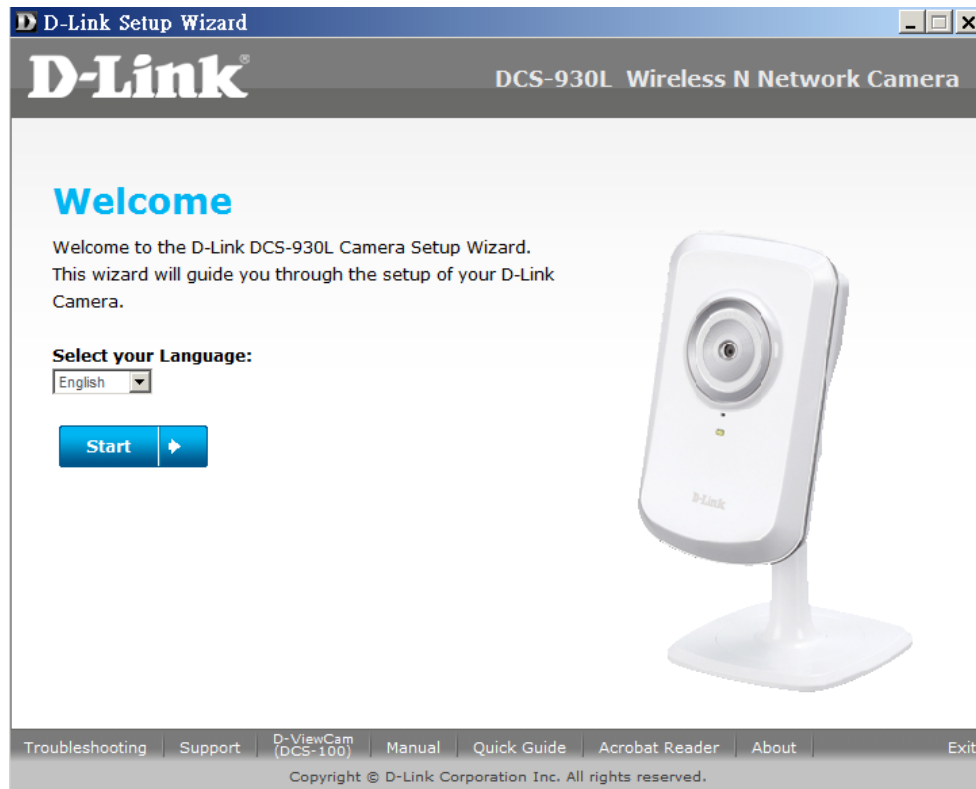 D-Link Setup Wizard
D-Link®
DCS-930L Wireless N Network Camera
Welcome
Welcome to the D-Link DCS-930L Camera Setup Wizard.
This wizard will guide you through the setup of your D-Link
Camera.
Select your Language:
English
Start
D-Link
Troubleshooting
Support
D-ViewCam
(DCS-100)
Manual
Quick Guide
Acrobat Reader
About
Exit
Copyright © D-Link Corporation Inc. All rights reserved.